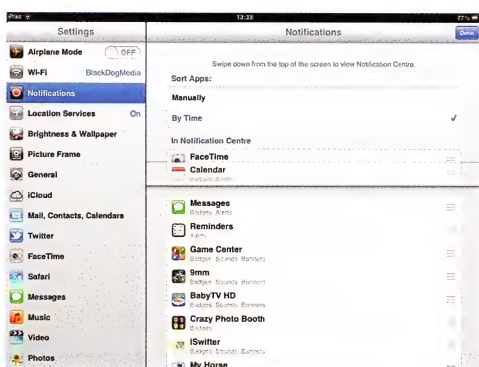 iPad
13:33
77%
Settings
Notifications
Done
Airplane Mode OFF
Wi-Fi BlackDogMedia
Notifications
Location Services On
Brightness & Wallpaper
Picture Frame
General
iCloud
Mail, Contacts, Calendars
Twitter
FaceTime
Safari
Messages
Music
Video
Photos
Swipe down from the top of the screen to view Notification Centre.
Sort Apps:
Manually
By Time
In Notification Centre
FaceTime
Calendar
Messages
Badges, Alerts
Reminders
Alerts
Game Center
Badges, Sounds, Banners
9mm
Badges, Sounds, Banners
BabyTV HD
Badges, Sounds, Banners
Crazy Photo Booth
Badges
iSwifter
Badges, Sounds, Banners
My Horse